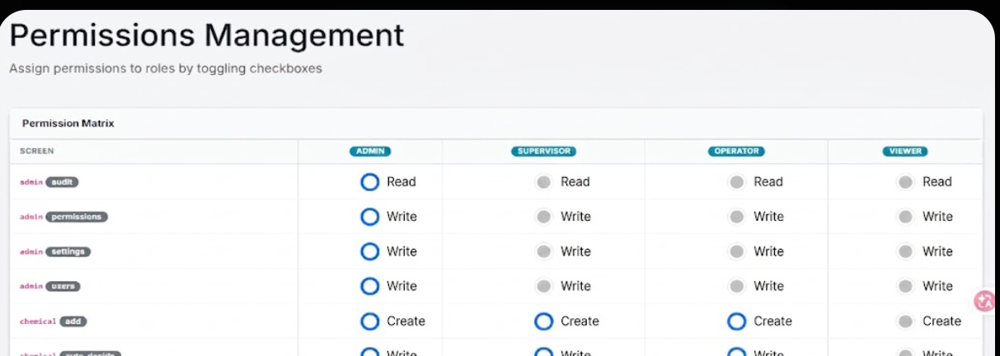 Permissions Management
Assign permissions to roles by toggling checkboxes
Permission Matrix
SCREEN ADMIN SUPERVISOR OPERATOR VIEWER
admin audit Read Read Read Read
admin permissions Write Write Write Write
admin settings Write Write Write Write
admin users Write Write Write Write
chemical add Create Create Create Create
chemical Write Write Write Write